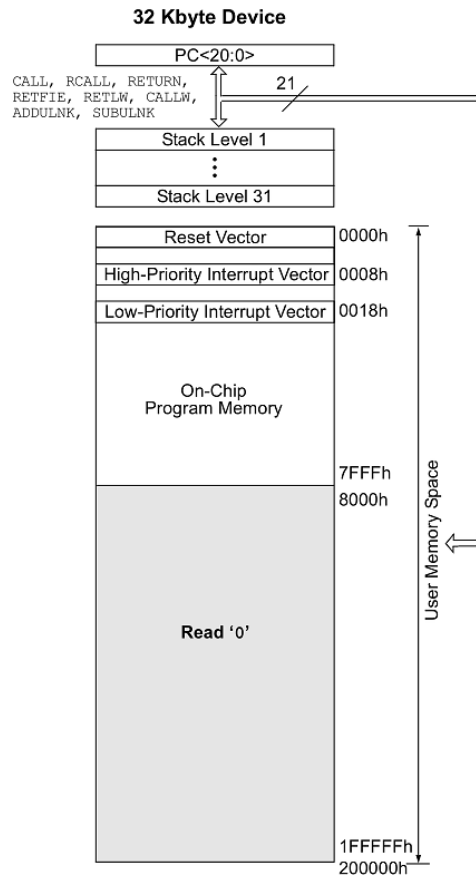 32 Kbyte Device
PC<20:0>
CALL, RCALL, RETURN,
RETFIE, RETLW, CALLW,
ADDULNK, SUBULNK
21
Stack Level 1
Stack Level 31
Reset Vector
0000h
High-Priority Interrupt Vector
0008h
Low-Priority Interrupt Vector
0018h
On-Chip
Program Memory
7FFFh
8000h
User Memory Space
Read ‘0’
1FFFFFh
200000h